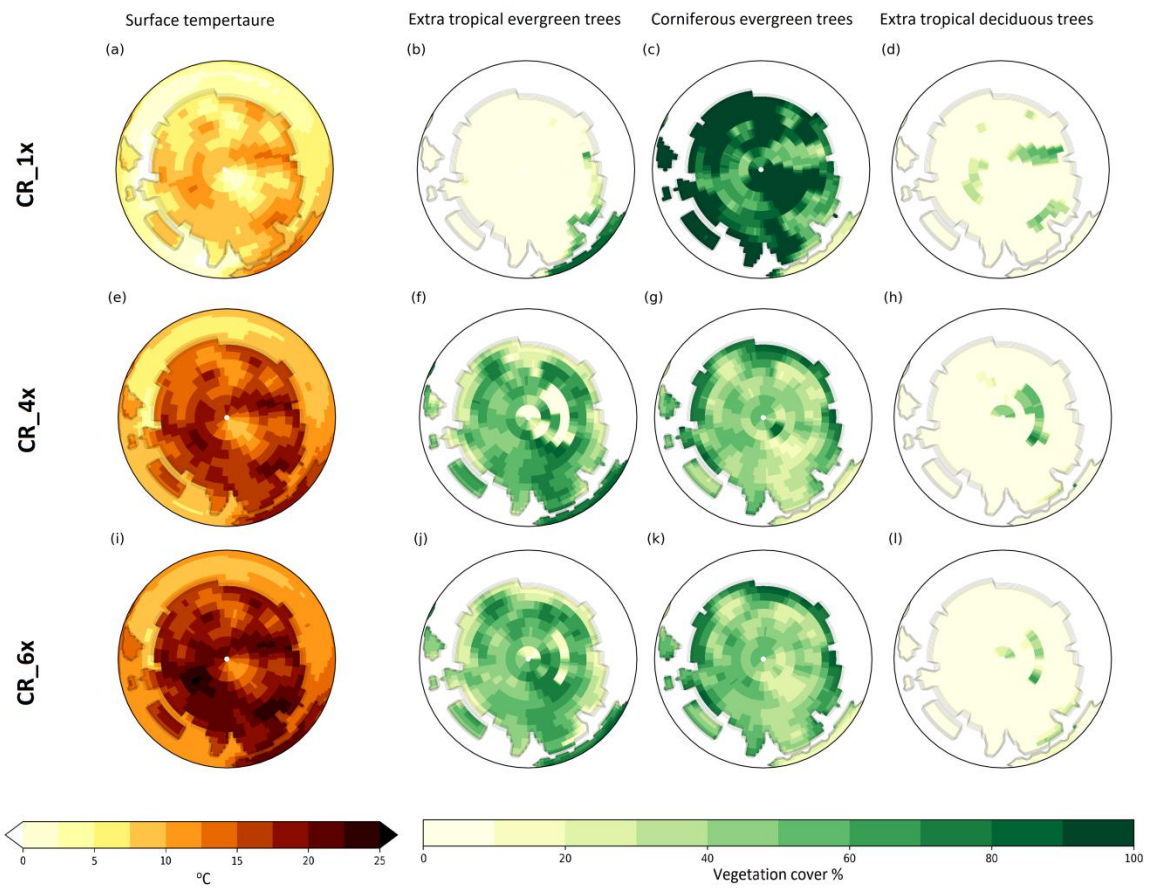 Surface tempertaure Extra tropical evergreen trees Corniferous evergreen trees Extra tropical deciduous trees
(a) (b) (c) (d)
CR_1x
(e) (f) (g) (h)
CR_4x
(i) (j) (k) (l)
CR_6x
0 5 10 15 20 25
°C
0 20 40 60 80 100
Vegetation cover %